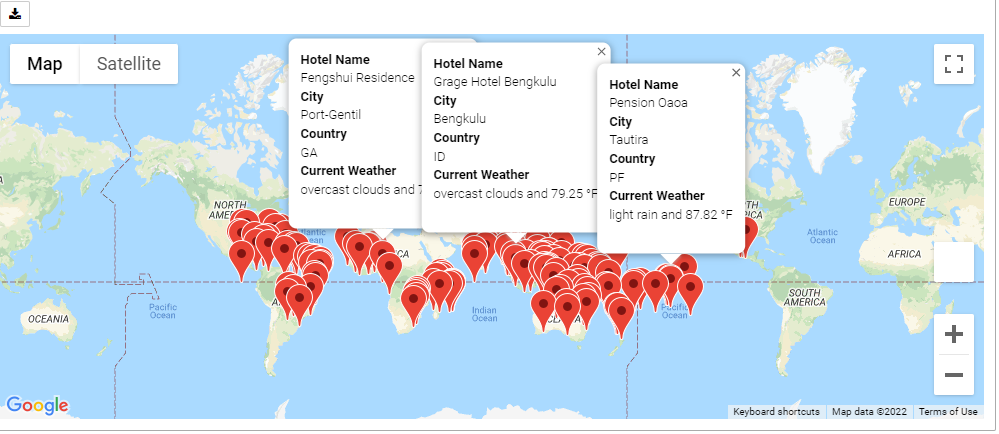 Map
Satellite
Hotel Name
Fengshui Residence
City
Port-Gentil
Country
GA
Current Weather
overcast clouds and 7
Hotel Name
Grage Hotel Bengkulu
City
Bengkulu
Country
ID
Current Weather
overcast clouds and 79.25 °F
Hotel Name
Pension Oaoa
City
Tautira
Country
PF
Current Weather
light rain and 87.82 °F
NORTH
Atlantic
Ocean
EUROPE
AFRICA
Atlantic
Ocean
Pacific
Ocean
OCEANIA
Indian
Ocean
Pacific
Ocean
SOUTH
AMERICA
Google
Keyboard shortcuts
Map data ©2022
Terms of Use